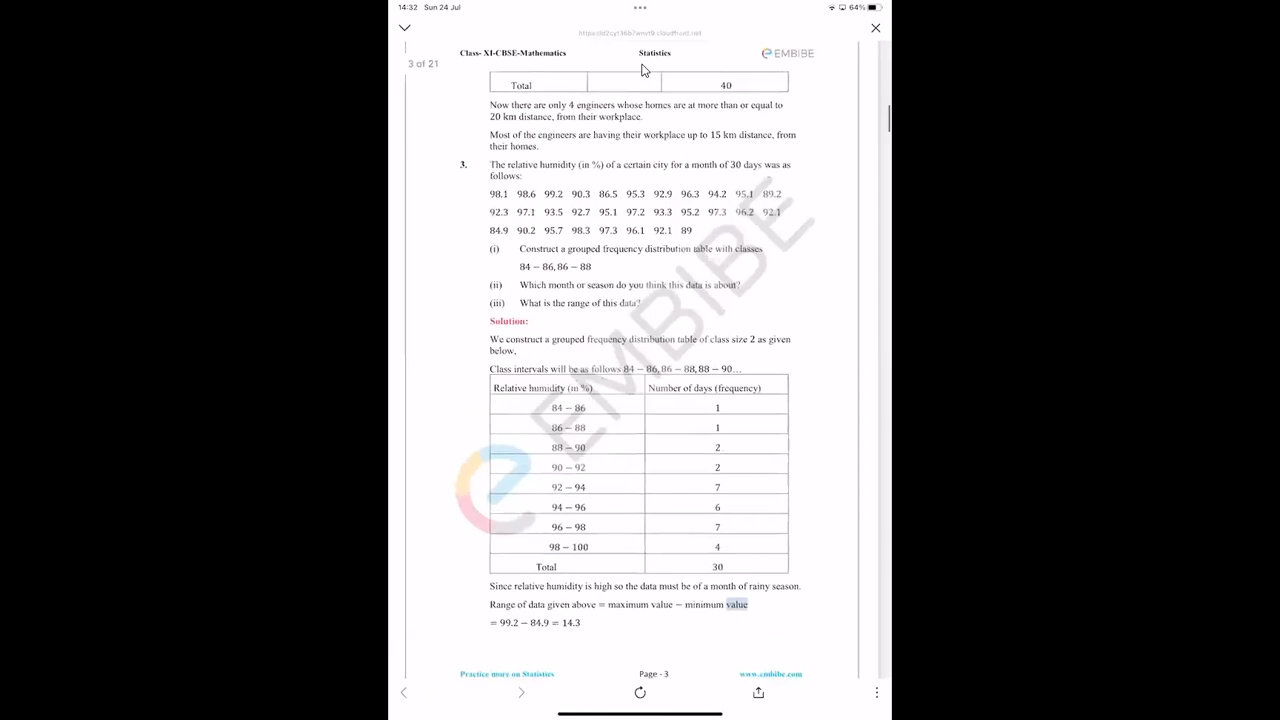 14:32 Sun 24 Jul 64%
Class- XI-CBSE-Mathematics Statistics EMBIBE
3 of 21
Total 40
Now there are only 4 engineers whose homes are at more than or equal to
20 km distance, from their workplace.
Most of the engineers are having their workplace up to 15 km distance, from
their homes.
3. The relative humidity (in %) of a certain city for a month of 30 days was as
follows:
98.1 98.6 99.2 90.3 86.5 95.3 92.9 96.3 94.2 95.1 89.2
92.3 97.1 93.5 92.7 95.1 97.2 93.3 95.2 97.3 96.2 92.1
84.9 90.2 95.7 98.3 97.3 96.1 92.1 89
(i) Construct a grouped frequency distribution table with classes
84 – 86, 86 – 88
(ii) Which month or season do you think this data is about?
(iii) What is the range of this data?
Solution:
We construct a grouped frequency distribution table of class size 2 as given
below,
Class intervals will be as follows 84 – 86, 86 – 88, 88 – 90…
Relative humidity (in %) Number of days (frequency)
84 – 86 1
86 – 88 1
88 – 90 2
90 – 92 2
92 – 94 7
94 – 96 6
96 – 98 7
98 – 100 4
Total 30
EMBIBE
Since relative humidity is high so the data must be of a month of rainy season.
Range of data given above = maximum value − minimum value
= 99.2 − 84.9 = 14.3
Practice more on Statistics Page - 3 www.embibe.com